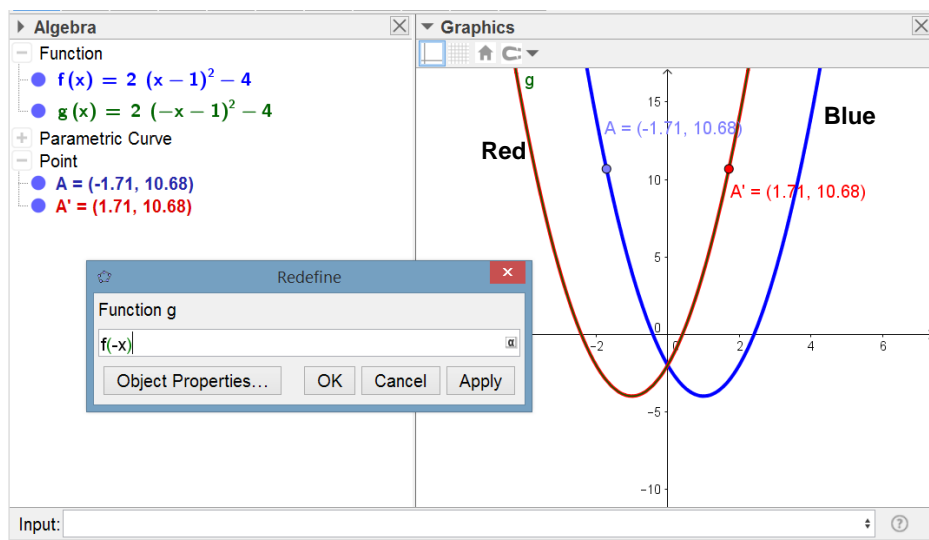 Algebra
Function
f(x) = 2 (x − 1)² − 4
g(x) = 2 (−x − 1)² − 4
Parametric Curve
Point
A = (-1.71, 10.68)
A' = (1.71, 10.68)
Graphics
g
15
A = (-1.71, 10.68)
Blue
Red
10
A' = (1.71, 10.68)
5
0
−2
0
2
4
6
−5
−10
Redefine
Function g
f(-x)
α
Object Properties...
OK
Cancel
Apply
Input:
?